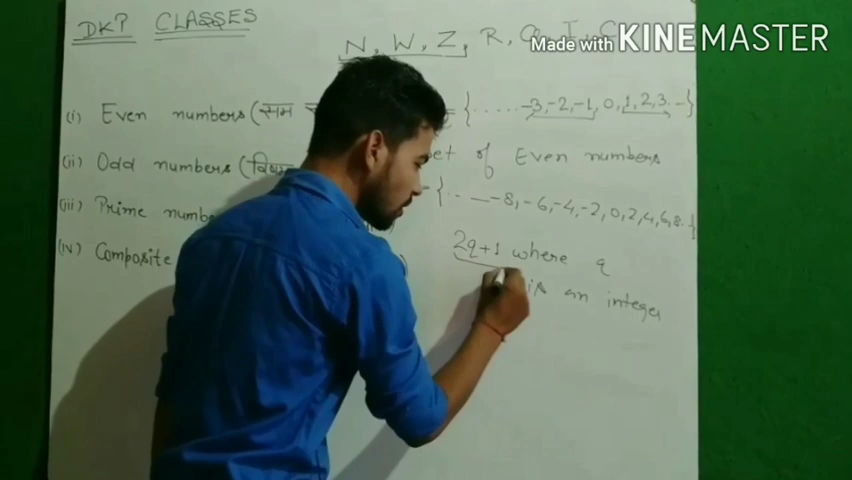 DKP CLASSES
Made with KINEMASTER
N, W, Z, R, Q, I, C
(i) Even numbers (सम
{ ..... -3, -2, -1, 0, 1, 2, 3...}
(ii) Odd numbers (विषम
set of Even numbers
(iii) Prime numbe
= {.. — -8, -6, -4, -2, 0, 2, 4, 6, 8..}
(iv) Composite
2q+1 where q
is an integer